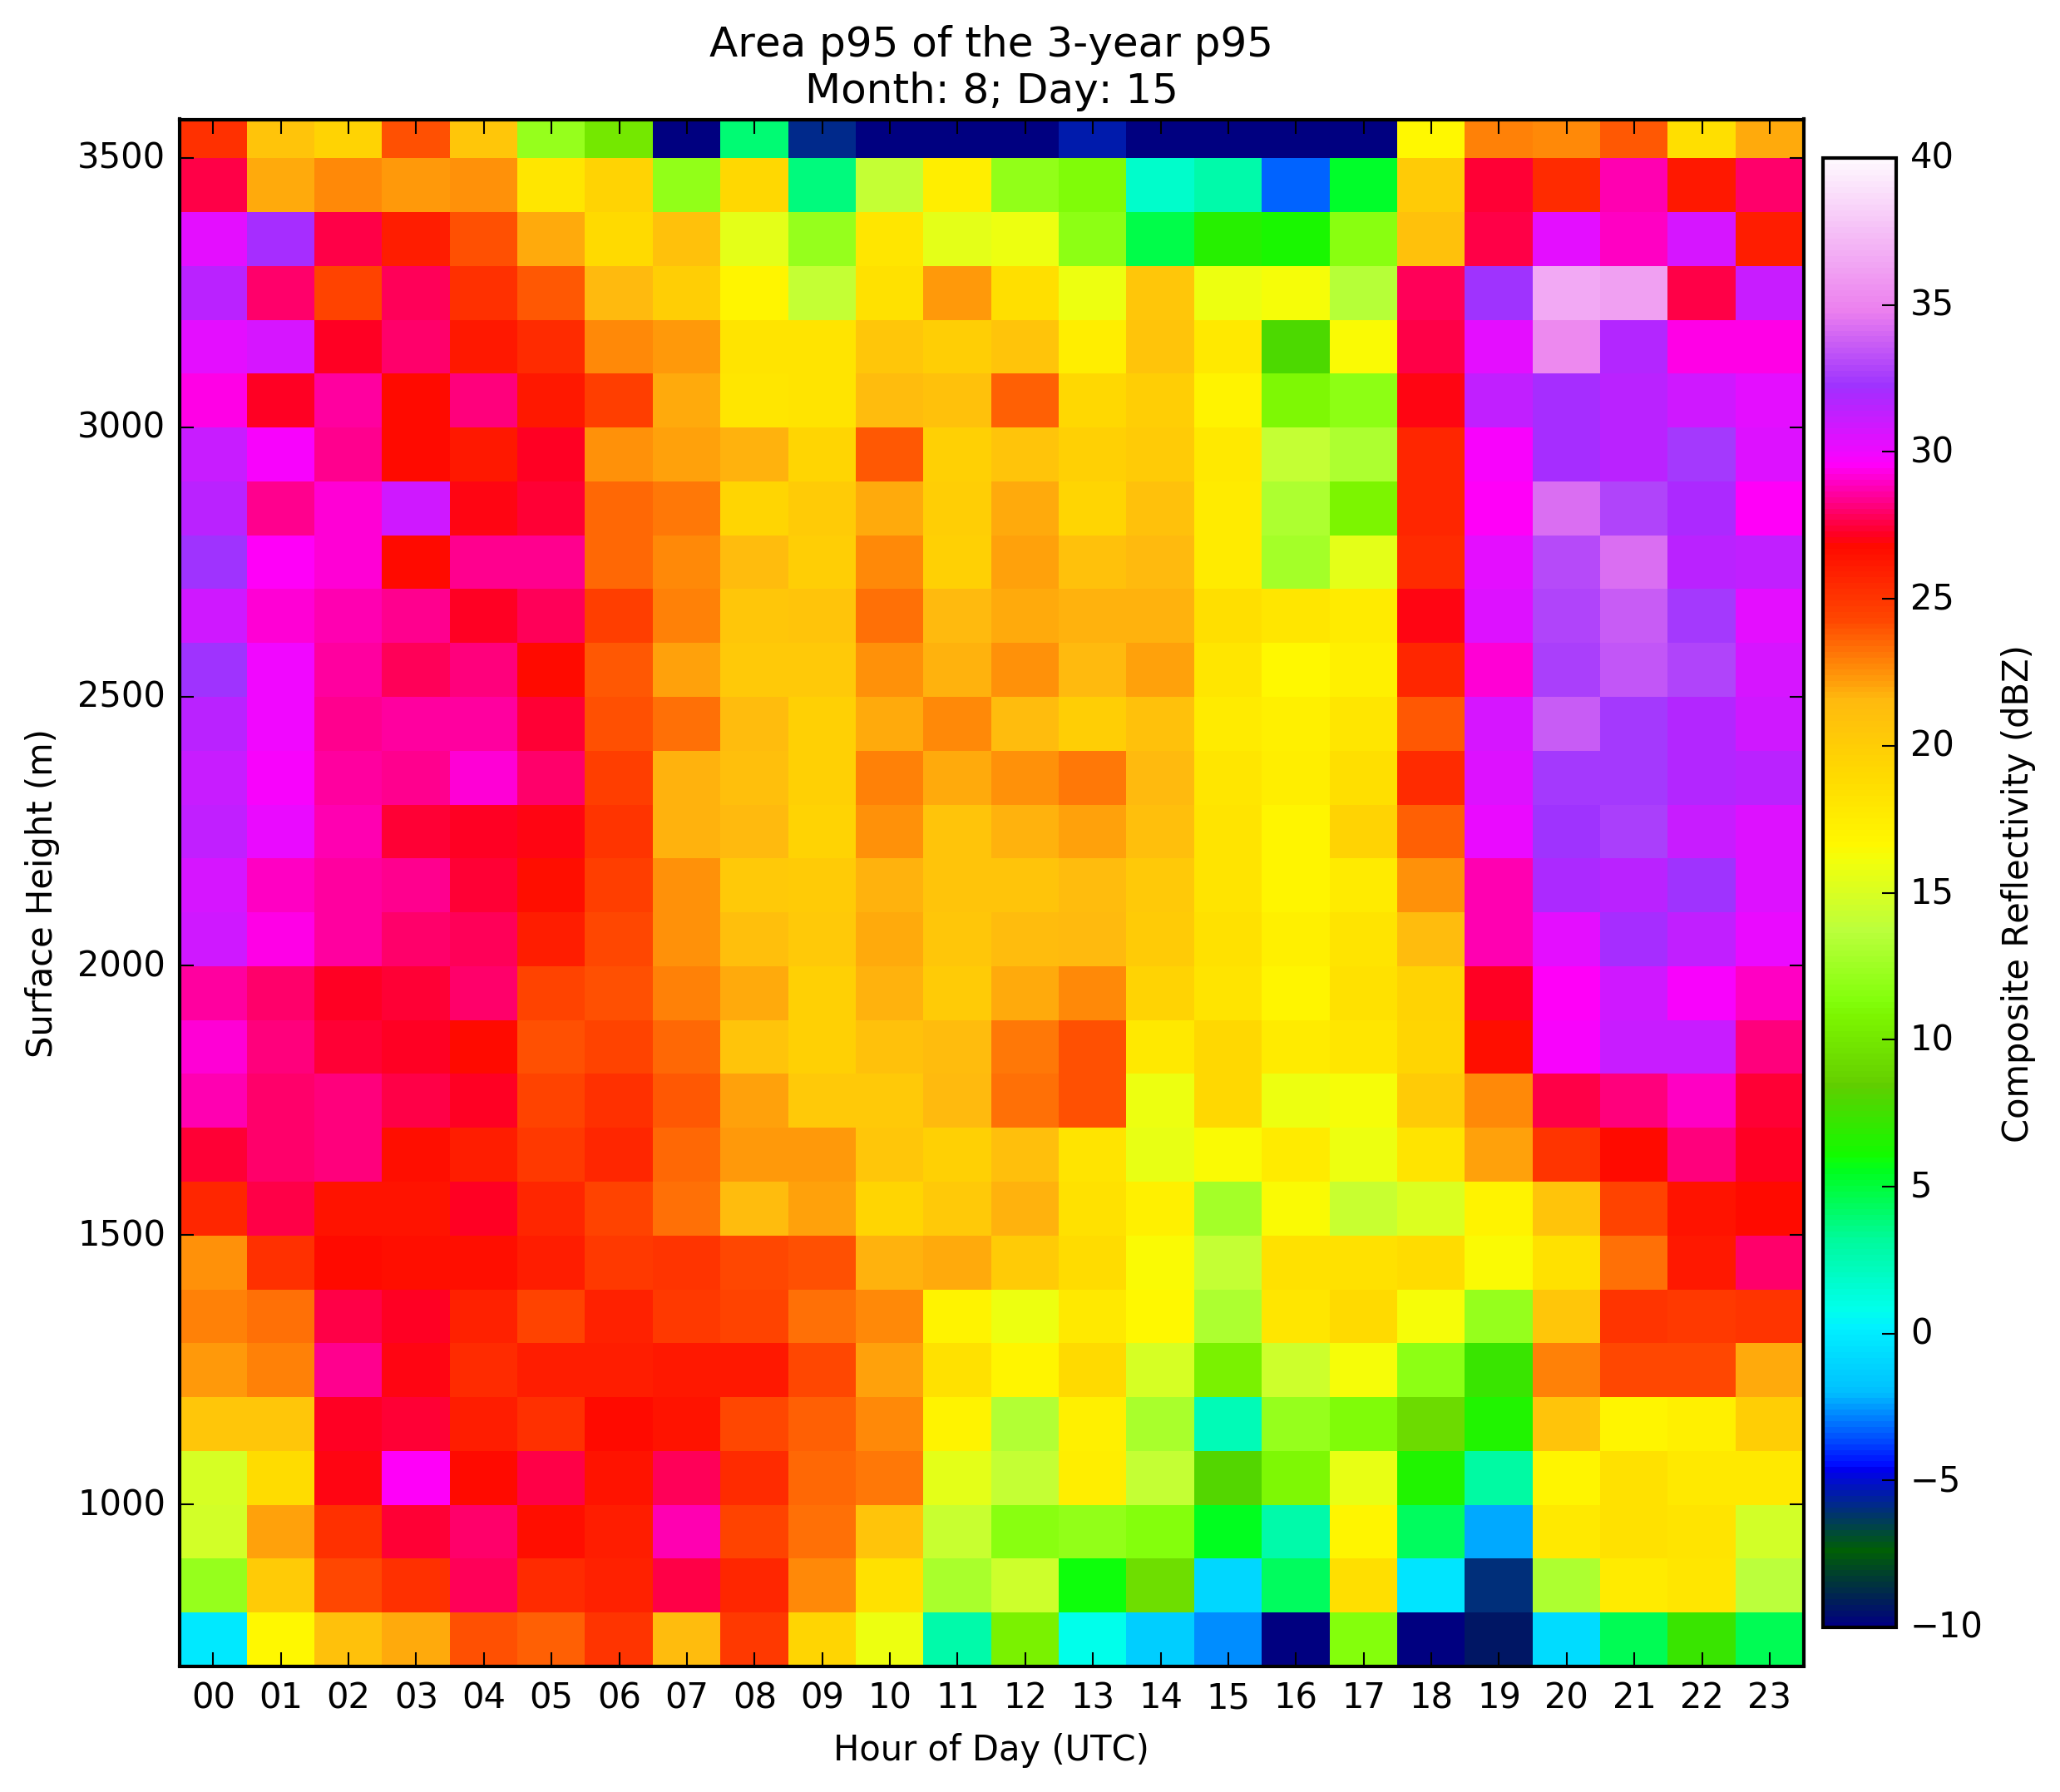 Area p95 of the 3-year p95
Month: 8; Day: 15
Surface Height (m)
3500
3000
2500
2000
1500
1000
00 01 02 03 04 05 06 07 08 09 10 11 12 13 14 15 16 17 18 19 20 21 22 23
Hour of Day (UTC)
40
35
30
25
20
15
10
5
0
−5
−10
Composite Reflectivity (dBZ)